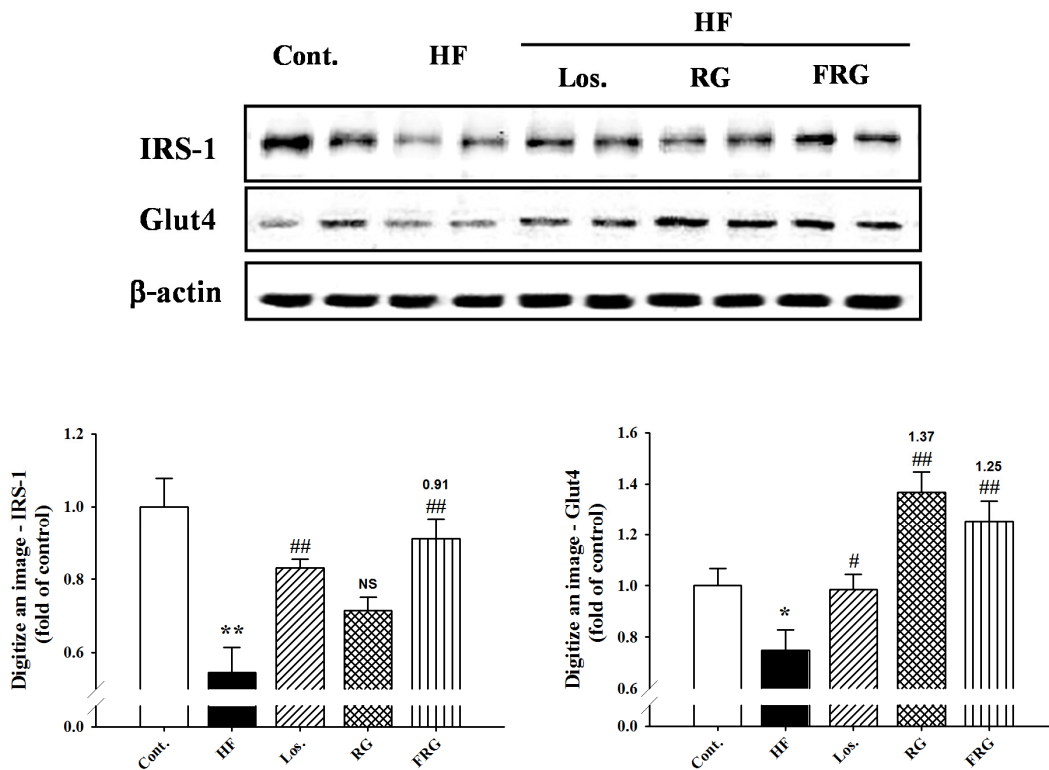 HF
Cont. HF
Los. RG FRG
IRS-1
Glut4
β-actin
Digitize an image - IRS-1
(fold of control)
1.2
1.0
0.8
0.6
0.0
**
##
NS
0.91
##
Cont. HF Los. RG FRG
Digitize an image - Glut4
(fold of control)
1.6
1.4
1.2
1.0
0.8
0.6
0.0
*
#
1.37
##
1.25
##
Cont. HF Los. RG FRG